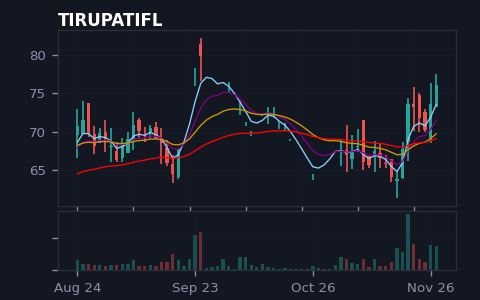 TIRUPATIFL
80
75
70
65
Aug 24
Sep 23
Oct 26
Nov 26